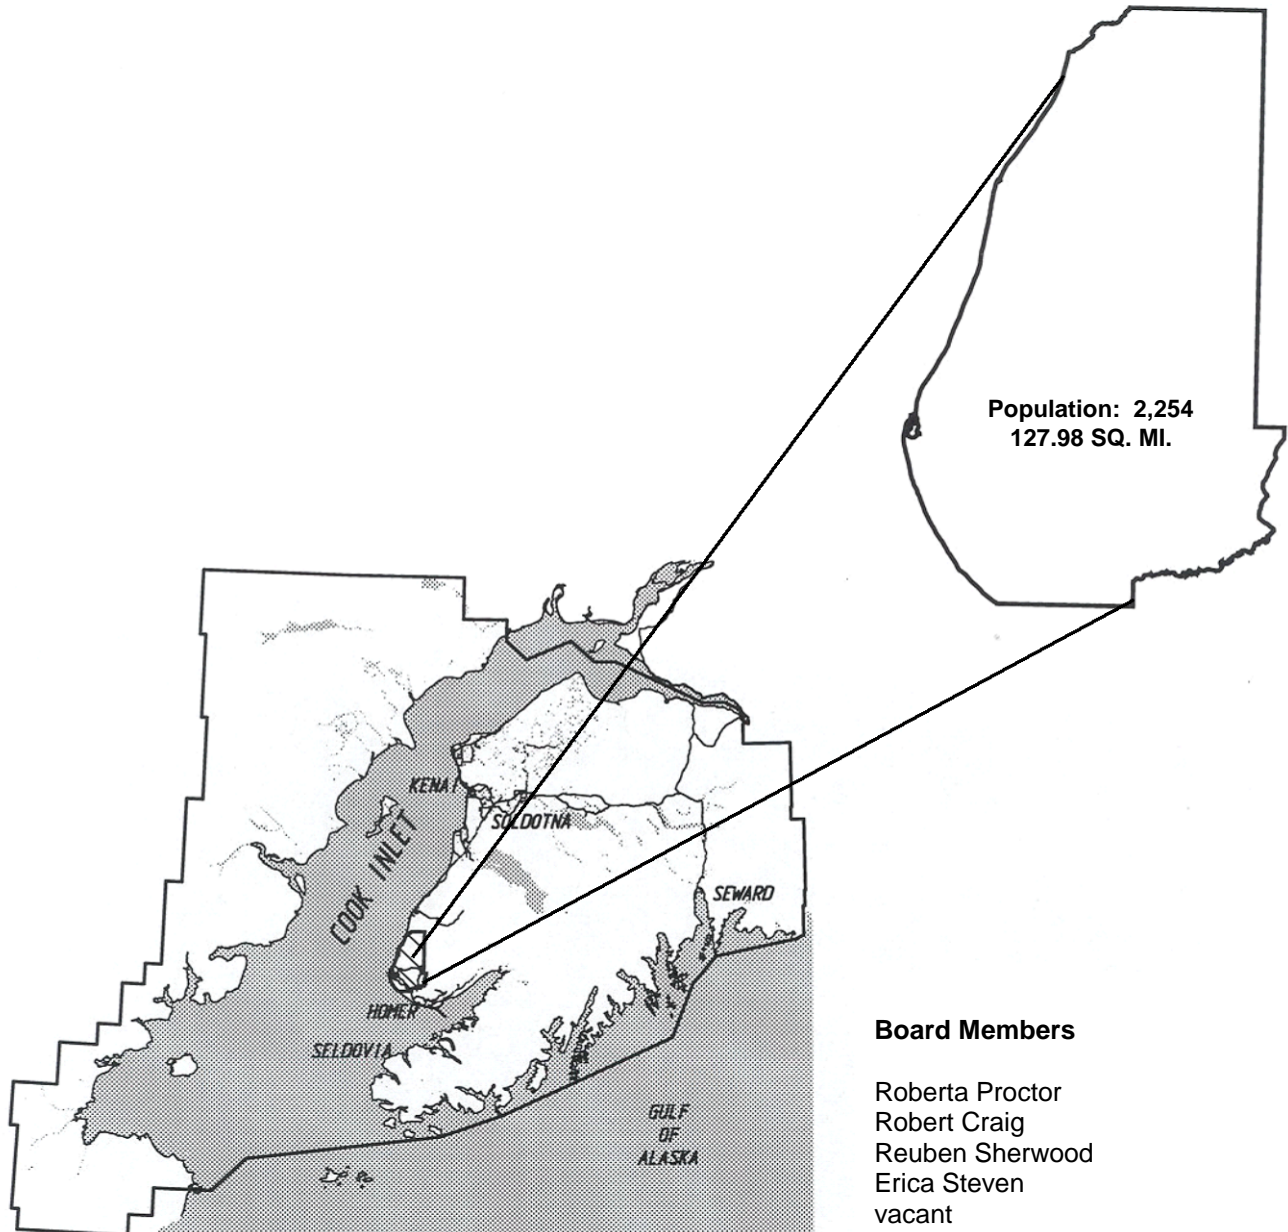 Population: 2,254
127.98 SQ. MI.
KENAI
SOLDOTNA
COOK INLET
SEWARD
HOMER
SELDOVIA
GULF
OF
ALASKA
Board Members
Roberta Proctor
Robert Craig
Reuben Sherwood
Erica Steven
vacant